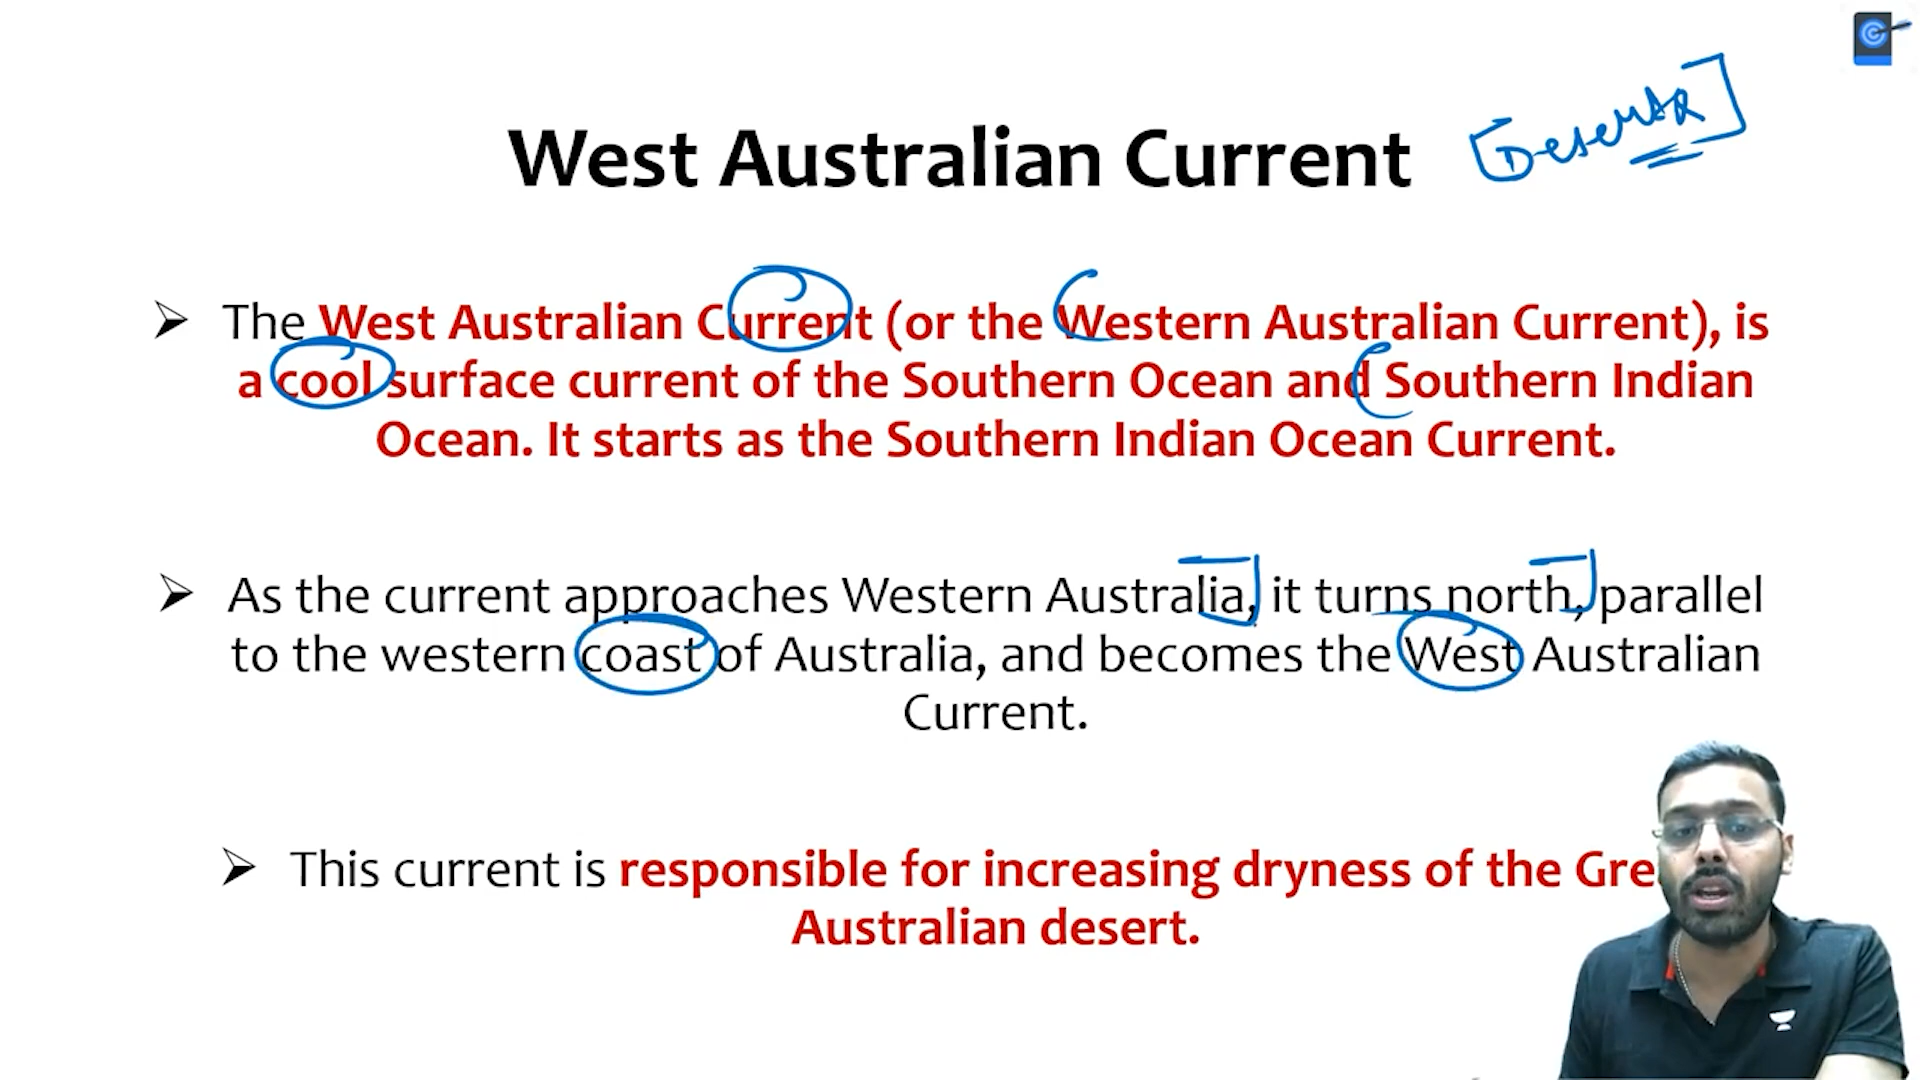 West Australian Current
➢ The West Australian Current (or the Western Australian Current), is
a cool surface current of the Southern Ocean and Southern Indian
Ocean. It starts as the Southern Indian Ocean Current.
➢ As the current approaches Western Australia, it turns north, parallel
to the western coast of Australia, and becomes the West Australian
Current.
➢ This current is responsible for increasing dryness of the Gre
Australian desert.